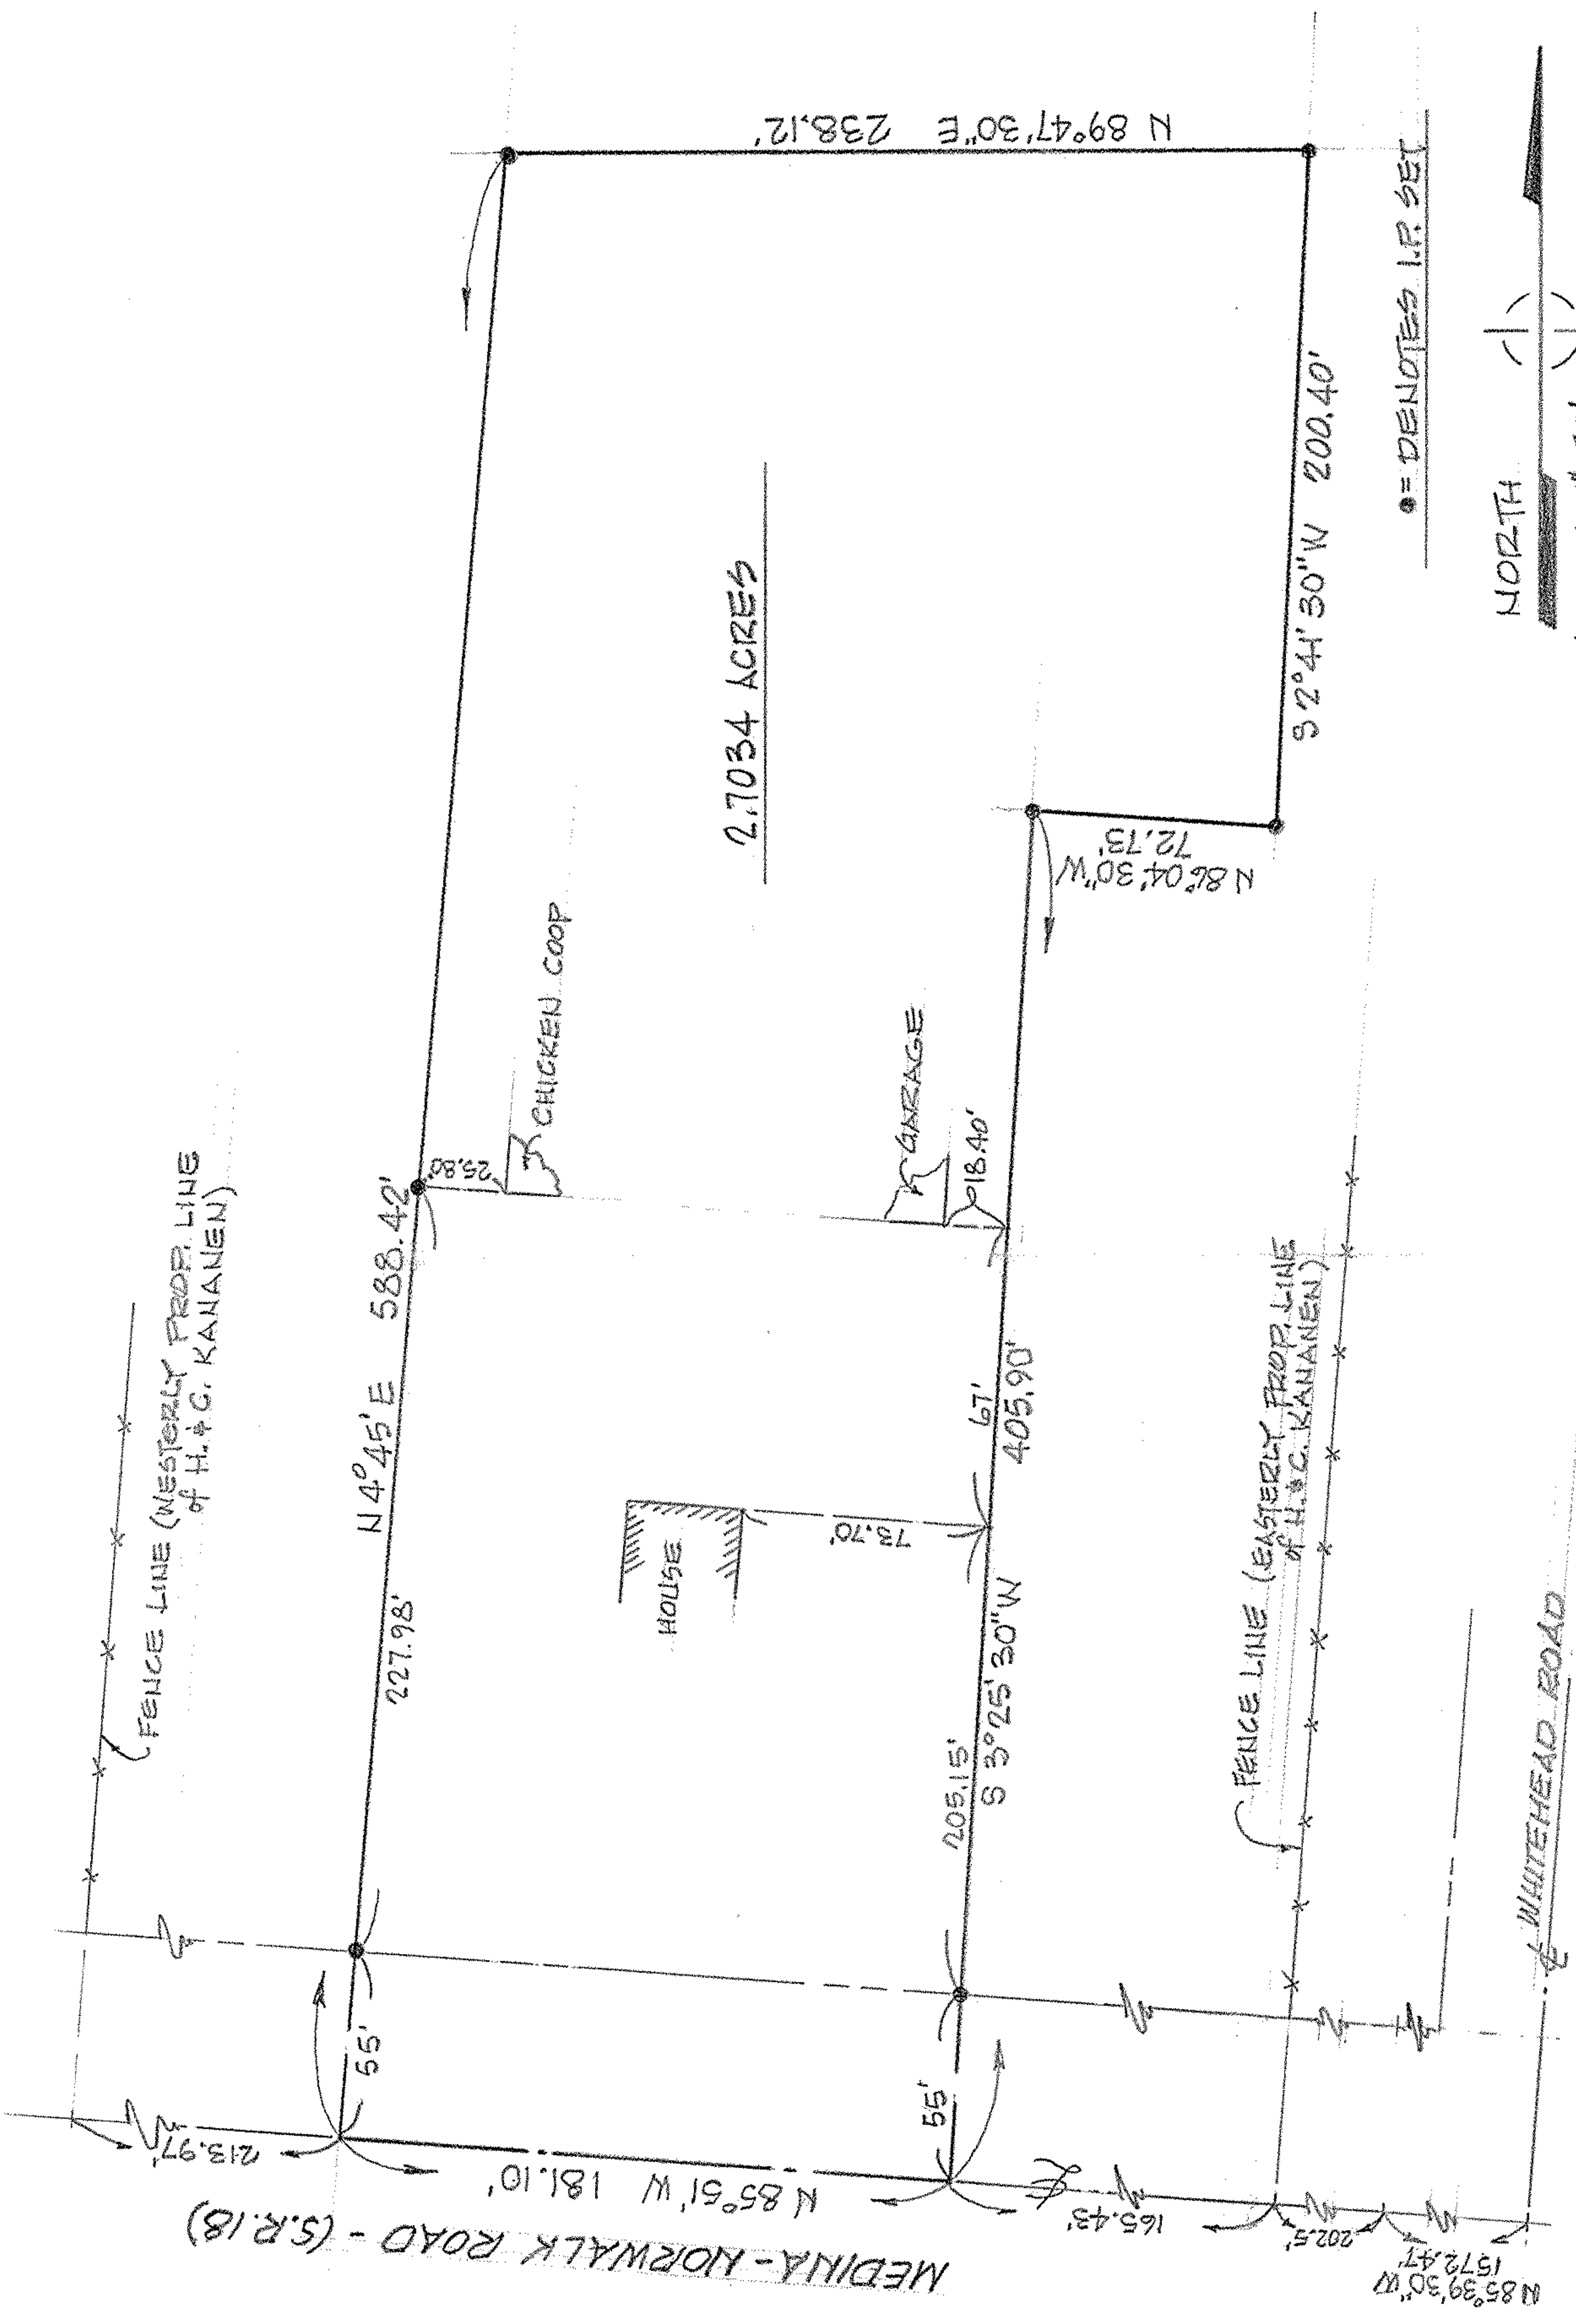 FENCE LINE (WESTERLY PROP. LINE
of H. & C. KANANEN)
N 89°47'30"E 238.12'
N 4°45'E 588.42'
227.98'
55'
25.80'
CHICKEN COOP
2.7034 ACRES
GARAGE
18.40'
HOUSE
73.70'
67'
405.90'
205.15'
S 3°25'30"W
55'
N 86°04'30"W
72.73'
S 2°41'30"W 200.40'
● = DENOTES I.P. SET
NORTH
FENCE LINE (EASTERLY PROP. LINE
of H. & C. KANANEN)
℄ WHITEHEAD ROAD
213.97'
N 85°51'W 181.10'
℄
165.43'
202.5'
N 85°39'30"W
1572.47'
MEDINA-NORWALK ROAD - (S.R.18)